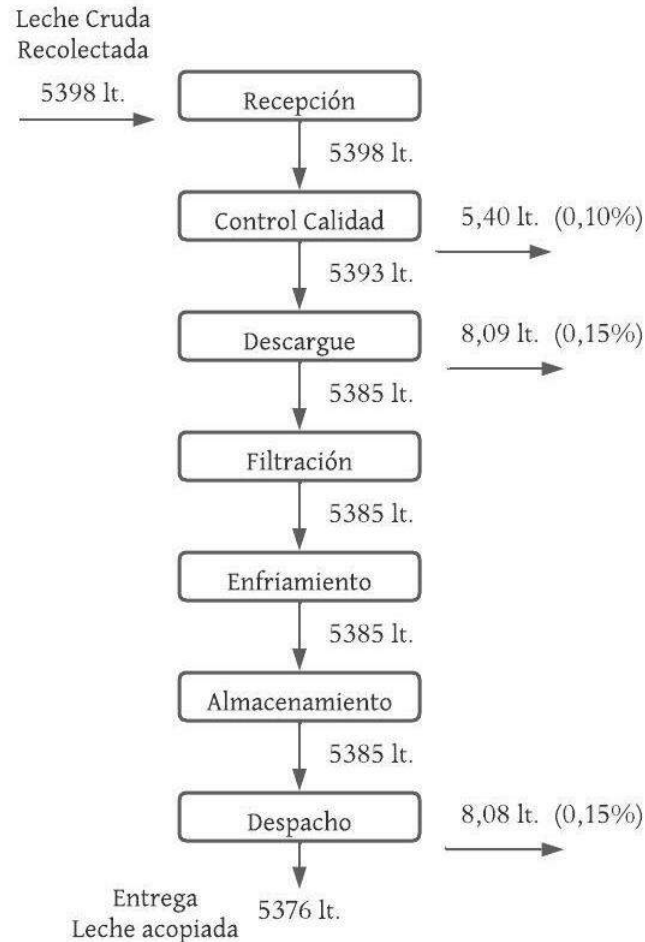 Leche Cruda
Recolectada
5398 lt.
Recepción
5398 lt.
Control Calidad
5,40 lt. (0,10%)
5393 lt.
Descargue
8,09 lt. (0,15%)
5385 lt.
Filtración
5385 lt.
Enfriamiento
5385 lt.
Almacenamiento
5385 lt.
Despacho
8,08 lt. (0,15%)
Entrega
Leche acopiada
5376 lt.